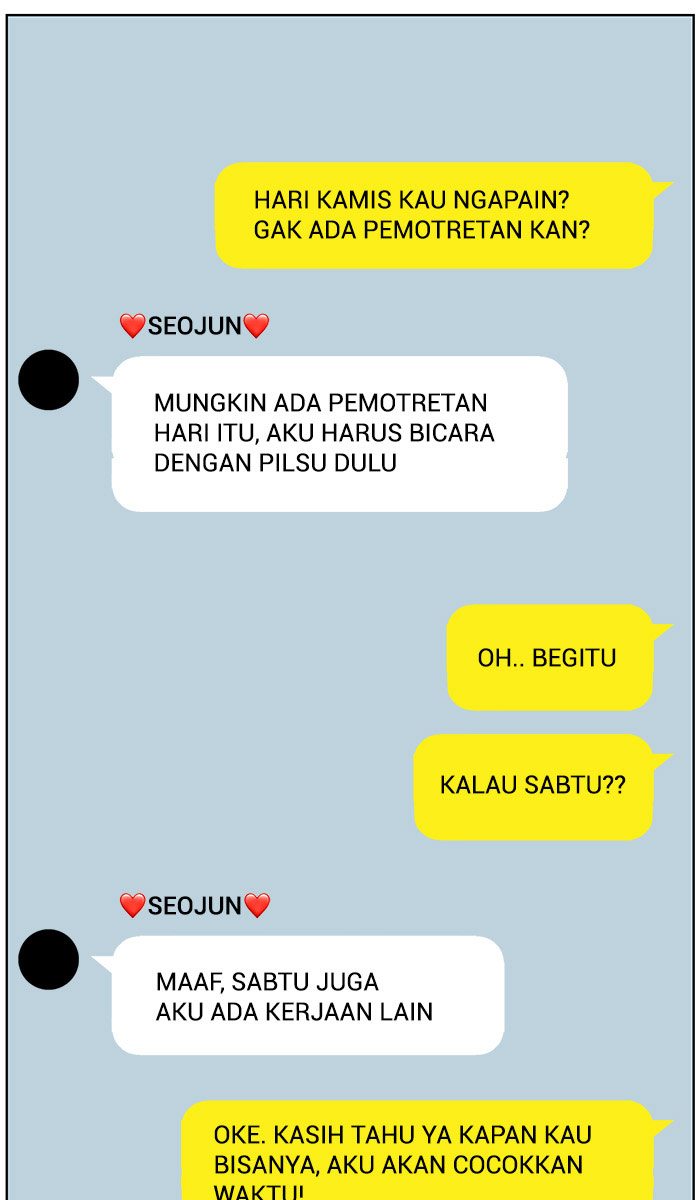 HARI KAMIS KAU NGAPAIN?
GAK ADA PEMOTRETAN KAN?
❤️SEOJUN❤️
MUNGKIN ADA PEMOTRETAN
HARI ITU, AKU HARUS BICARA
DENGAN PILSU DULU
OH.. BEGITU
KALAU SABTU??
❤️SEOJUN❤️
MAAF, SABTU JUGA
AKU ADA KERJAAN LAIN
OKE. KASIH TAHU YA KAPAN KAU
BISANYA, AKU AKAN COCOKKAN
WAKTU!